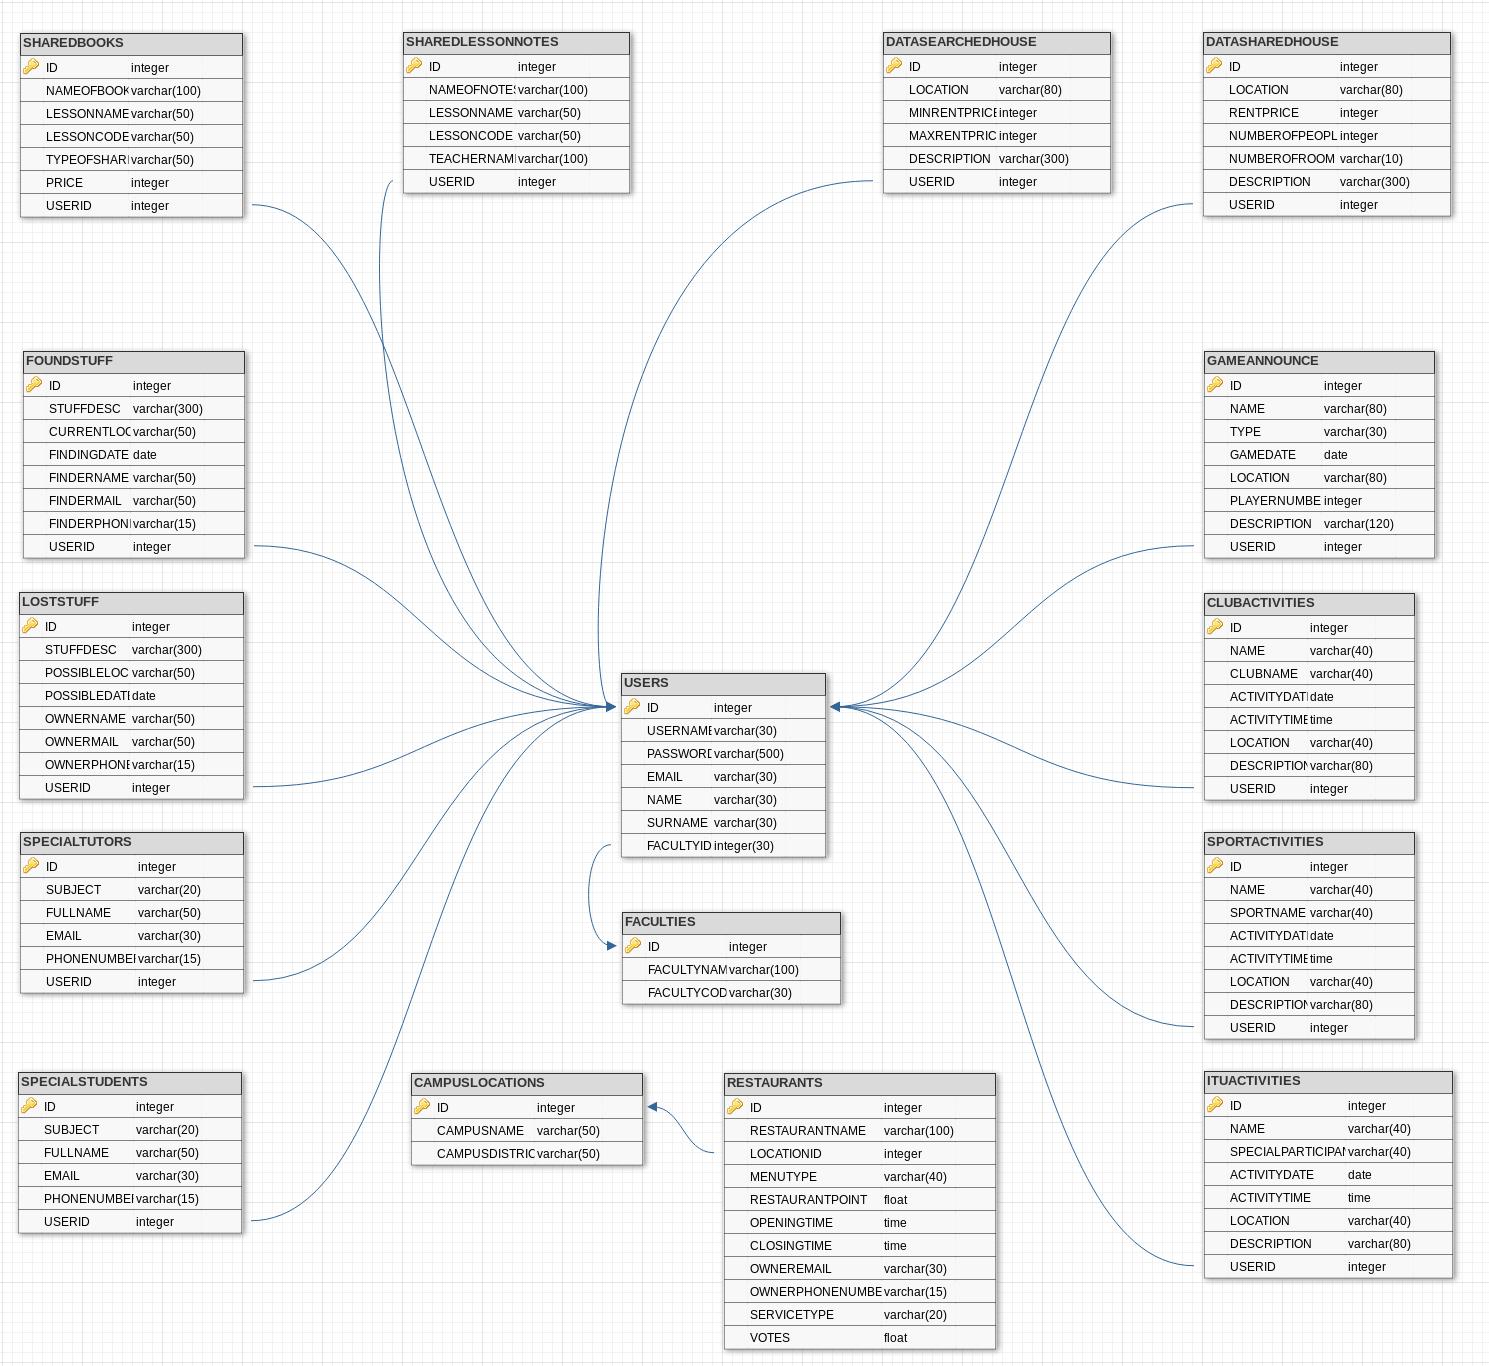 SHAREDBOOKS
ID integer
NAMEOFBOOK varchar(100)
LESSONNAME varchar(50)
LESSONCODE varchar(50)
TYPEOFSHAR varchar(50)
PRICE integer
USERID integer
SHAREDLESSONNOTES
ID integer
NAMEOFNOTES varchar(100)
LESSONNAME varchar(50)
LESSONCODE varchar(50)
TEACHERNAM varchar(100)
USERID integer
DATASEARCHEDHOUSE
ID integer
LOCATION varchar(80)
MINRENTPRICE integer
MAXRENTPRIC integer
DESCRIPTION varchar(300)
USERID integer
DATASHAREDHOUSE
ID integer
LOCATION varchar(80)
RENTPRICE integer
NUMBEROFPEOPL integer
NUMBEROFROOM varchar(10)
DESCRIPTION varchar(300)
USERID integer
FOUNDSTUFF
ID integer
STUFFDESC varchar(300)
CURRENTLOC varchar(50)
FINDINGDATE date
FINDERNAME varchar(50)
FINDERMAIL varchar(50)
FINDERPHON varchar(15)
USERID integer
GAMEANNOUNCE
ID integer
NAME varchar(80)
TYPE varchar(30)
GAMEDATE date
LOCATION varchar(80)
PLAYERNUMBE integer
DESCRIPTION varchar(120)
USERID integer
LOSTSTUFF
ID integer
STUFFDESC varchar(300)
POSSIBLELOC varchar(50)
POSSIBLEDATE date
OWNERNAME varchar(50)
OWNERMAIL varchar(50)
OWNERPHONE varchar(15)
USERID integer
CLUBACTIVITIES
ID integer
NAME varchar(40)
CLUBNAME varchar(40)
ACTIVITYDAT date
ACTIVITYTIME time
LOCATION varchar(40)
DESCRIPTION varchar(80)
USERID integer
USERS
ID integer
USERNAME varchar(30)
PASSWORD varchar(500)
EMAIL varchar(30)
NAME varchar(30)
SURNAME varchar(30)
FACULTYID integer(30)
SPECIALTUTORS
ID integer
SUBJECT varchar(20)
FULLNAME varchar(50)
EMAIL varchar(30)
PHONENUMBER varchar(15)
USERID integer
FACULTIES
ID integer
FACULTYNAM varchar(100)
FACULTYCOD varchar(30)
SPORTACTIVITIES
ID integer
NAME varchar(40)
SPORTNAME varchar(40)
ACTIVITYDAT date
ACTIVITYTIME time
LOCATION varchar(40)
DESCRIPTION varchar(80)
USERID integer
SPECIALSTUDENTS
ID integer
SUBJECT varchar(20)
FULLNAME varchar(50)
EMAIL varchar(30)
PHONENUMBER varchar(15)
USERID integer
CAMPUSLOCATIONS
ID integer
CAMPUSNAME varchar(50)
CAMPUSDISTRIC varchar(50)
RESTAURANTS
ID integer
RESTAURANTNAME varchar(100)
LOCATIONID integer
MENUTYPE varchar(40)
RESTAURANTPOINT float
OPENINGTIME time
CLOSINGTIME time
OWNEREMAIL varchar(30)
OWNERPHONENUMBE varchar(15)
SERVICETYPE varchar(20)
VOTES float
ITUACTIVITIES
ID integer
NAME varchar(40)
SPECIALPARTICIPAN varchar(40)
ACTIVITYDATE date
ACTIVITYTIME time
LOCATION varchar(40)
DESCRIPTION varchar(80)
USERID integer